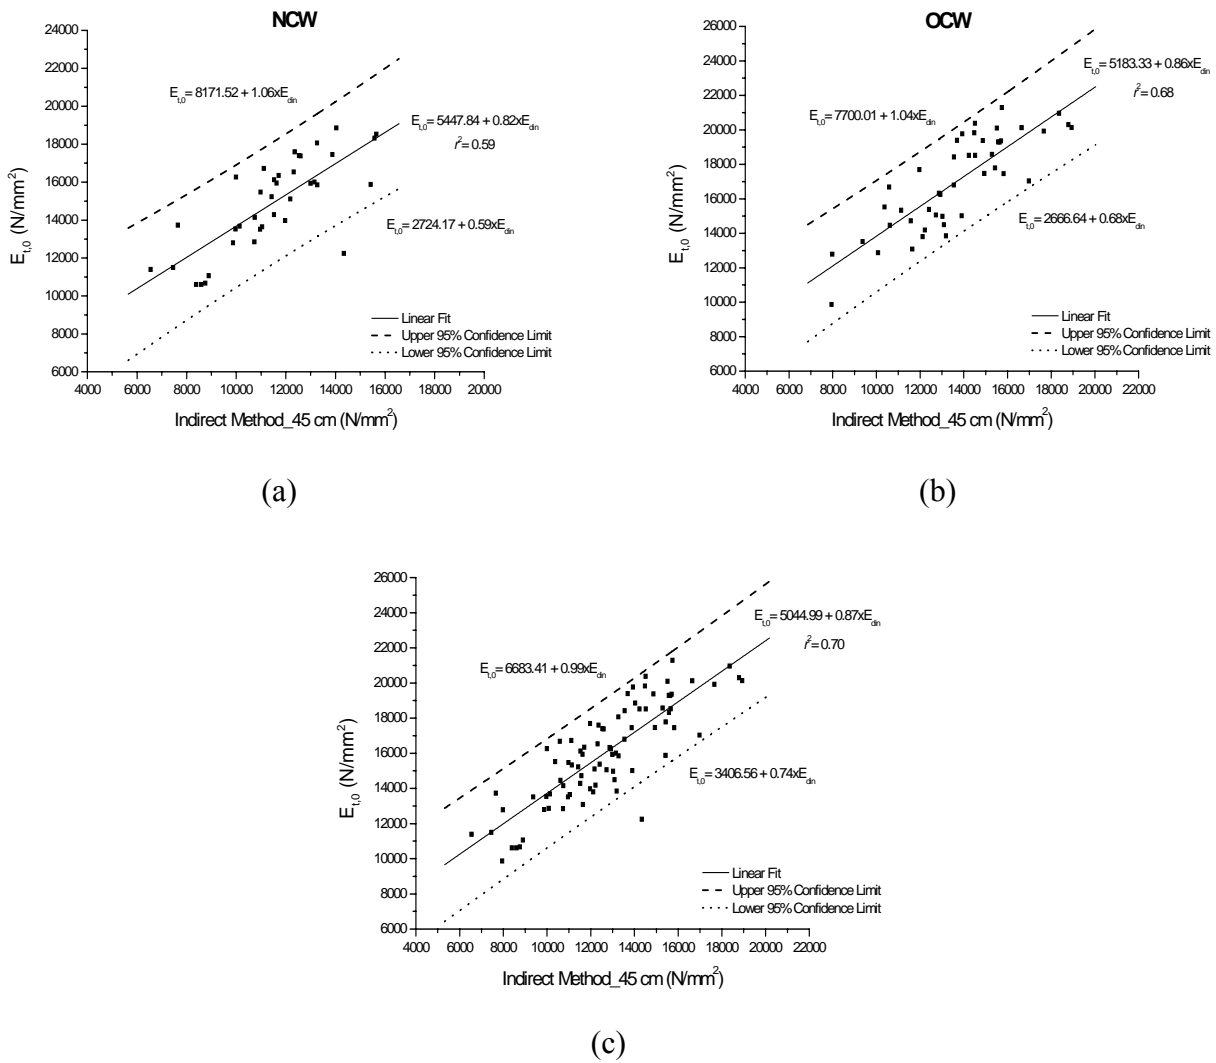 NCW
24000
22000
20000
18000
16000
14000
12000
10000
8000
6000
E_t,0 (N/mm²)
E_t,0 = 8171.52 + 1.06xE_din
E_t,0 = 5447.84 + 0.82xE_din
r² = 0.59
E_t,0 = 2724.17 + 0.59xE_din
Linear Fit
Upper 95% Confidence Limit
Lower 95% Confidence Limit
4000 6000 8000 10000 12000 14000 16000 18000 20000
Indirect Method_45 cm (N/mm²)
(a)
OCW
26000
24000
22000
20000
18000
16000
14000
12000
10000
8000
6000
E_t,0 (N/mm²)
E_t,0 = 5183.33 + 0.86xE_din
r² = 0.68
E_t,0 = 7700.01 + 1.04xE_din
E_t,0 = 2666.64 + 0.68xE_din
Linear Fit
Upper 95% Confidence Limit
Lower 95% Confidence Limit
4000 6000 8000 10000 12000 14000 16000 18000 20000 22000
Indirect Method_45 cm (N/mm²)
(b)
26000
24000
22000
20000
18000
16000
14000
12000
10000
8000
6000
E_t,0 (N/mm²)
E_t,0 = 5044.99 + 0.87xE_din
r² = 0.70
E_t,0 = 6683.41 + 0.99xE_din
E_t,0 = 3406.56 + 0.74xE_din
Linear Fit
Upper 95% Confidence Limit
Lower 95% Confidence Limit
4000 6000 8000 10000 12000 14000 16000 18000 20000 22000
Indirect Method_45 cm (N/mm²)
(c)